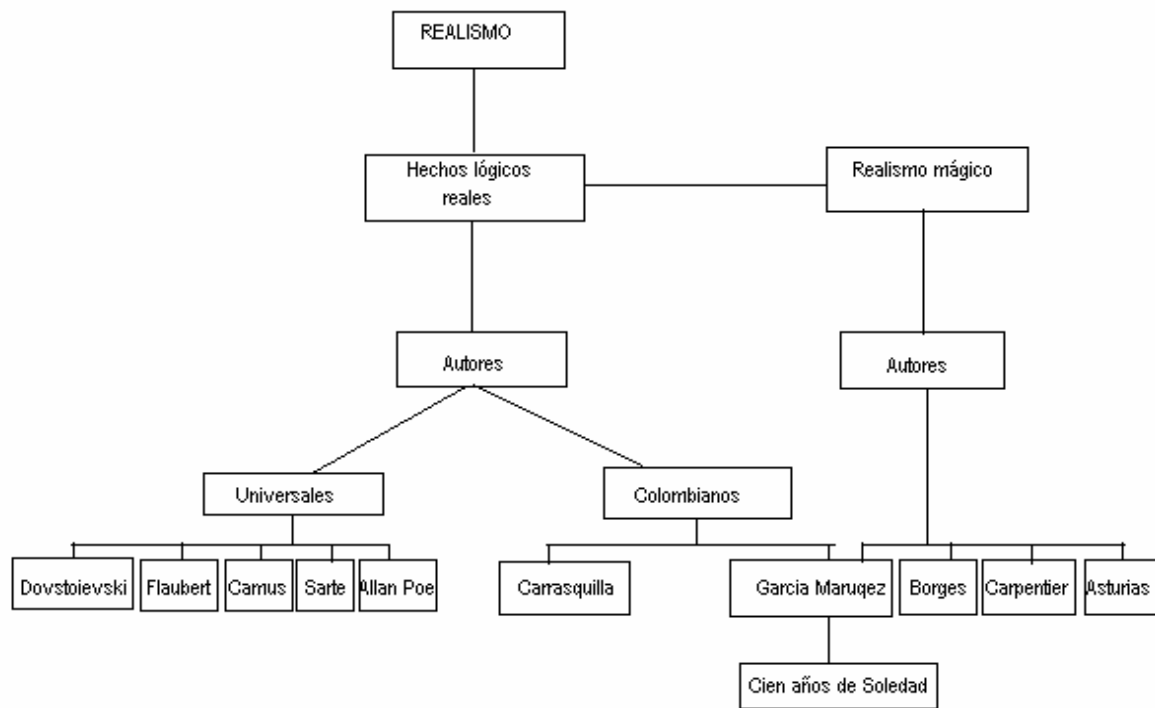 REALISMO
Hechos lógicos
reales
Realismo mágico
Autores
Autores
Universales
Colombianos
Dovstoievski
Flaubert
Camus
Sarte
Allan Poe
Carrasquilla
Garcia Maruqez
Borges
Carpentier
Asturias
Cien años de Soledad